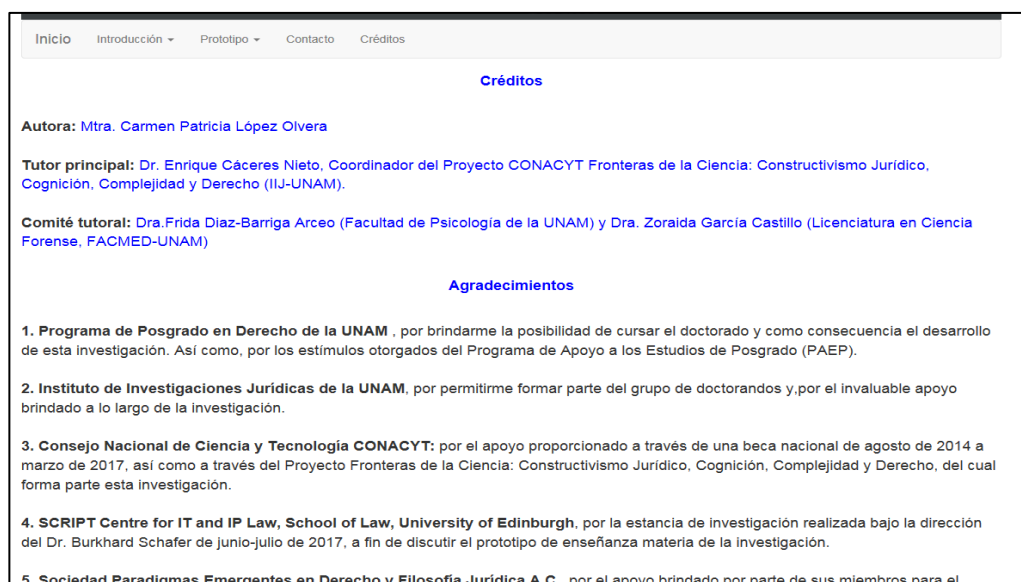 Inicio Introducción Prototipo Contacto Créditos
Créditos
Autora: Mtra. Carmen Patricia López Olvera
Tutor principal: Dr. Enrique Cáceres Nieto, Coordinador del Proyecto CONACYT Fronteras de la Ciencia: Constructivismo Jurídico,
Cognición, Complejidad y Derecho (IIJ-UNAM).
Comité tutoral: Dra.Frida Diaz-Barriga Arceo (Facultad de Psicología de la UNAM) y Dra. Zoraida García Castillo (Licenciatura en Ciencia
Forense, FACMED-UNAM)
Agradecimientos
1. Programa de Posgrado en Derecho de la UNAM , por brindarme la posibilidad de cursar el doctorado y como consecuencia el desarrollo
de esta investigación. Así como, por los estímulos otorgados del Programa de Apoyo a los Estudios de Posgrado (PAEP).
2. Instituto de Investigaciones Jurídicas de la UNAM, por permitirme formar parte del grupo de doctorandos y,por el invaluable apoyo
brindado a lo largo de la investigación.
3. Consejo Nacional de Ciencia y Tecnología CONACYT: por el apoyo proporcionado a través de una beca nacional de agosto de 2014 a
marzo de 2017, así como a través del Proyecto Fronteras de la Ciencia: Constructivismo Jurídico, Cognición, Complejidad y Derecho, del cual
forma parte esta investigación.
4. SCRIPT Centre for IT and IP Law, School of Law, University of Edinburgh, por la estancia de investigación realizada bajo la dirección
del Dr. Burkhard Schafer de junio-julio de 2017, a fin de discutir el prototipo de enseñanza materia de la investigación.
5. Sociedad Paradigmas Emergentes en Derecho y Filosofía Jurídica A.C., por el apoyo brindado por parte de sus miembros para el